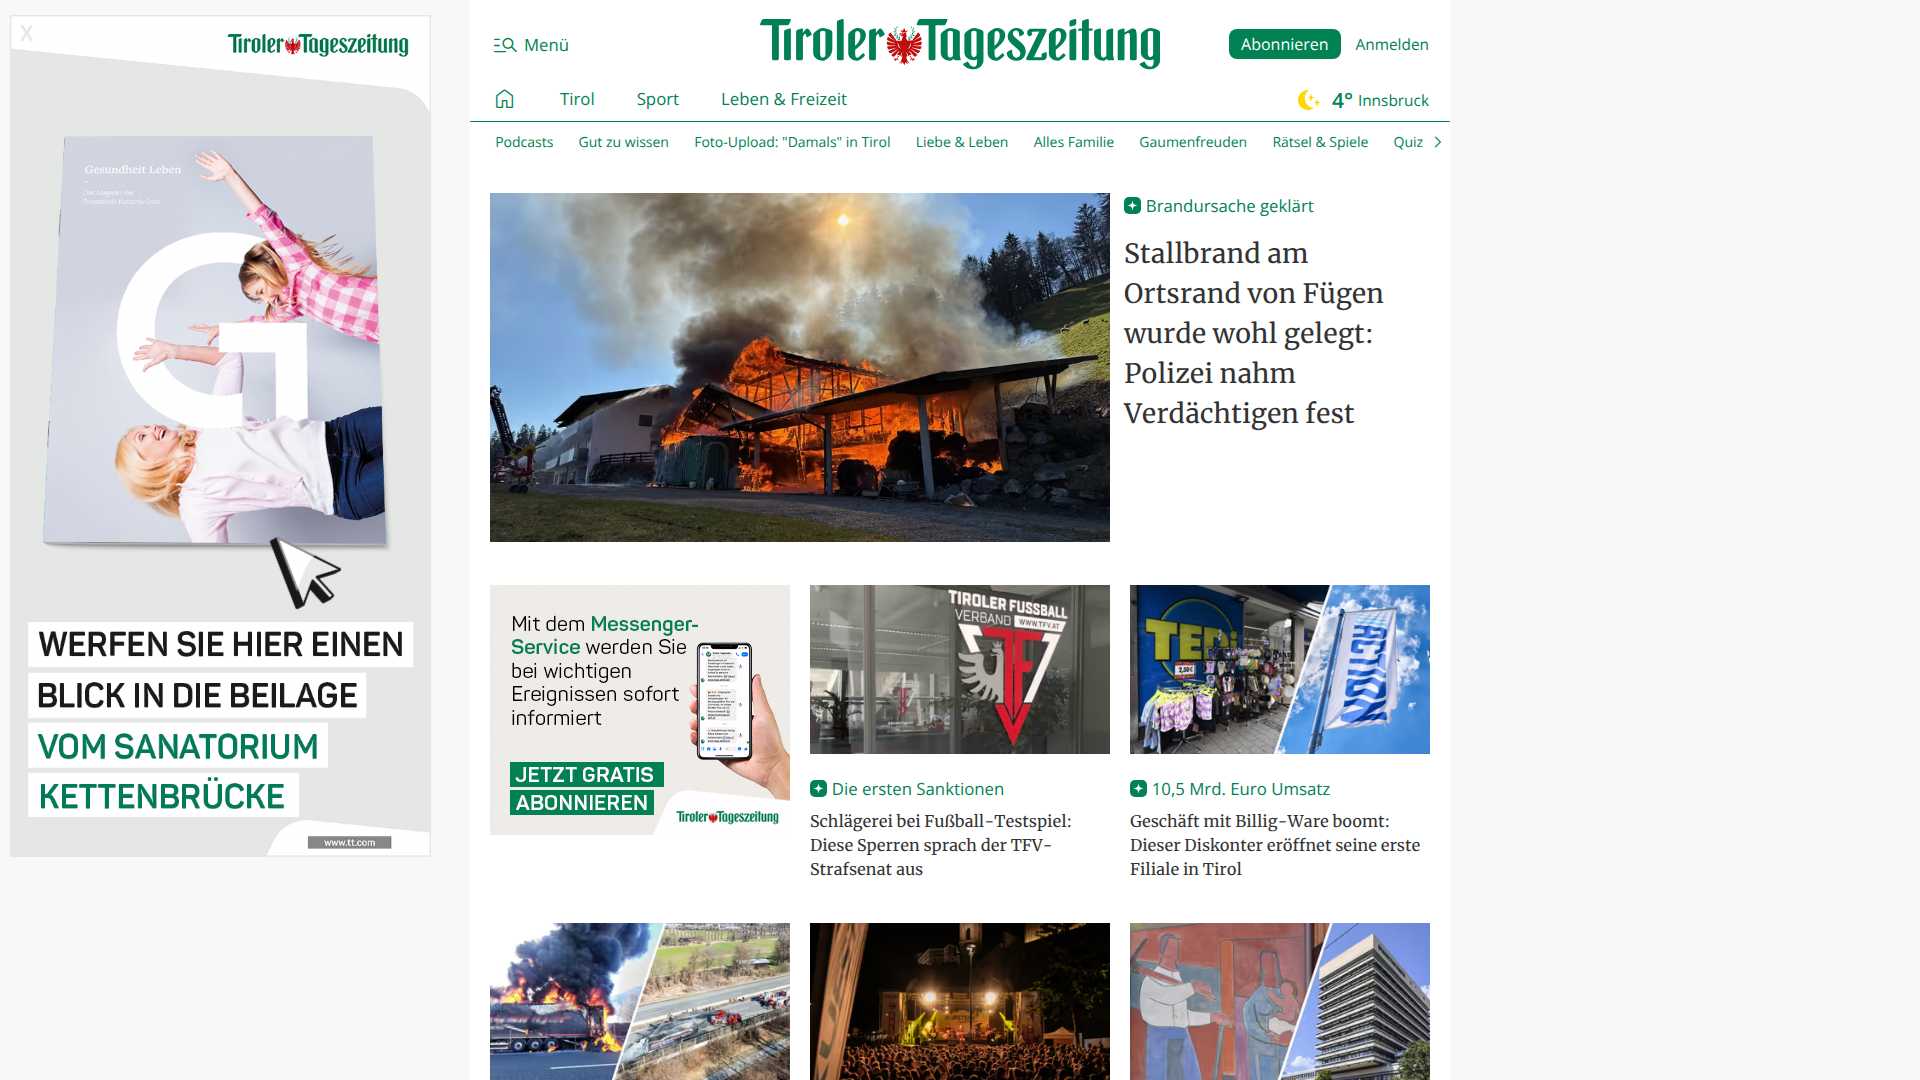 X
Tiroler Tageszeitung
Gesundheit Leben
WERFEN SIE HIER EINEN
BLICK IN DIE BEILAGE
VOM SANATORIUM
KETTENBRÜCKE
www.tt.com
Menü
Tiroler Tageszeitung
Abonnieren
Anmelden
Tirol
Sport
Leben & Freizeit
4° Innsbruck
Podcasts
Gut zu wissen
Foto-Upload: "Damals" in Tirol
Liebe & Leben
Alles Familie
Gaumenfreuden
Rätsel & Spiele
Quiz
Brandursache geklärt
Stallbrand am
Ortsrand von Fügen
wurde wohl gelegt:
Polizei nahm
Verdächtigen fest
Mit dem Messenger-
Service werden Sie
bei wichtigen
Ereignissen sofort
informiert
JETZT GRATIS
ABONNIEREN
Tiroler Tageszeitung
TIROLER FUSSBALL
VERBAND WWW.TFV.AT
TFV
Die ersten Sanktionen
Schlägerei bei Fußball-Testspiel:
Diese Sperren sprach der TFV-
Strafsenat aus
TEDi
2,50€
ACTION
10,5 Mrd. Euro Umsatz
Geschäft mit Billig-Ware boomt:
Dieser Diskonter eröffnet seine erste
Filiale in Tirol